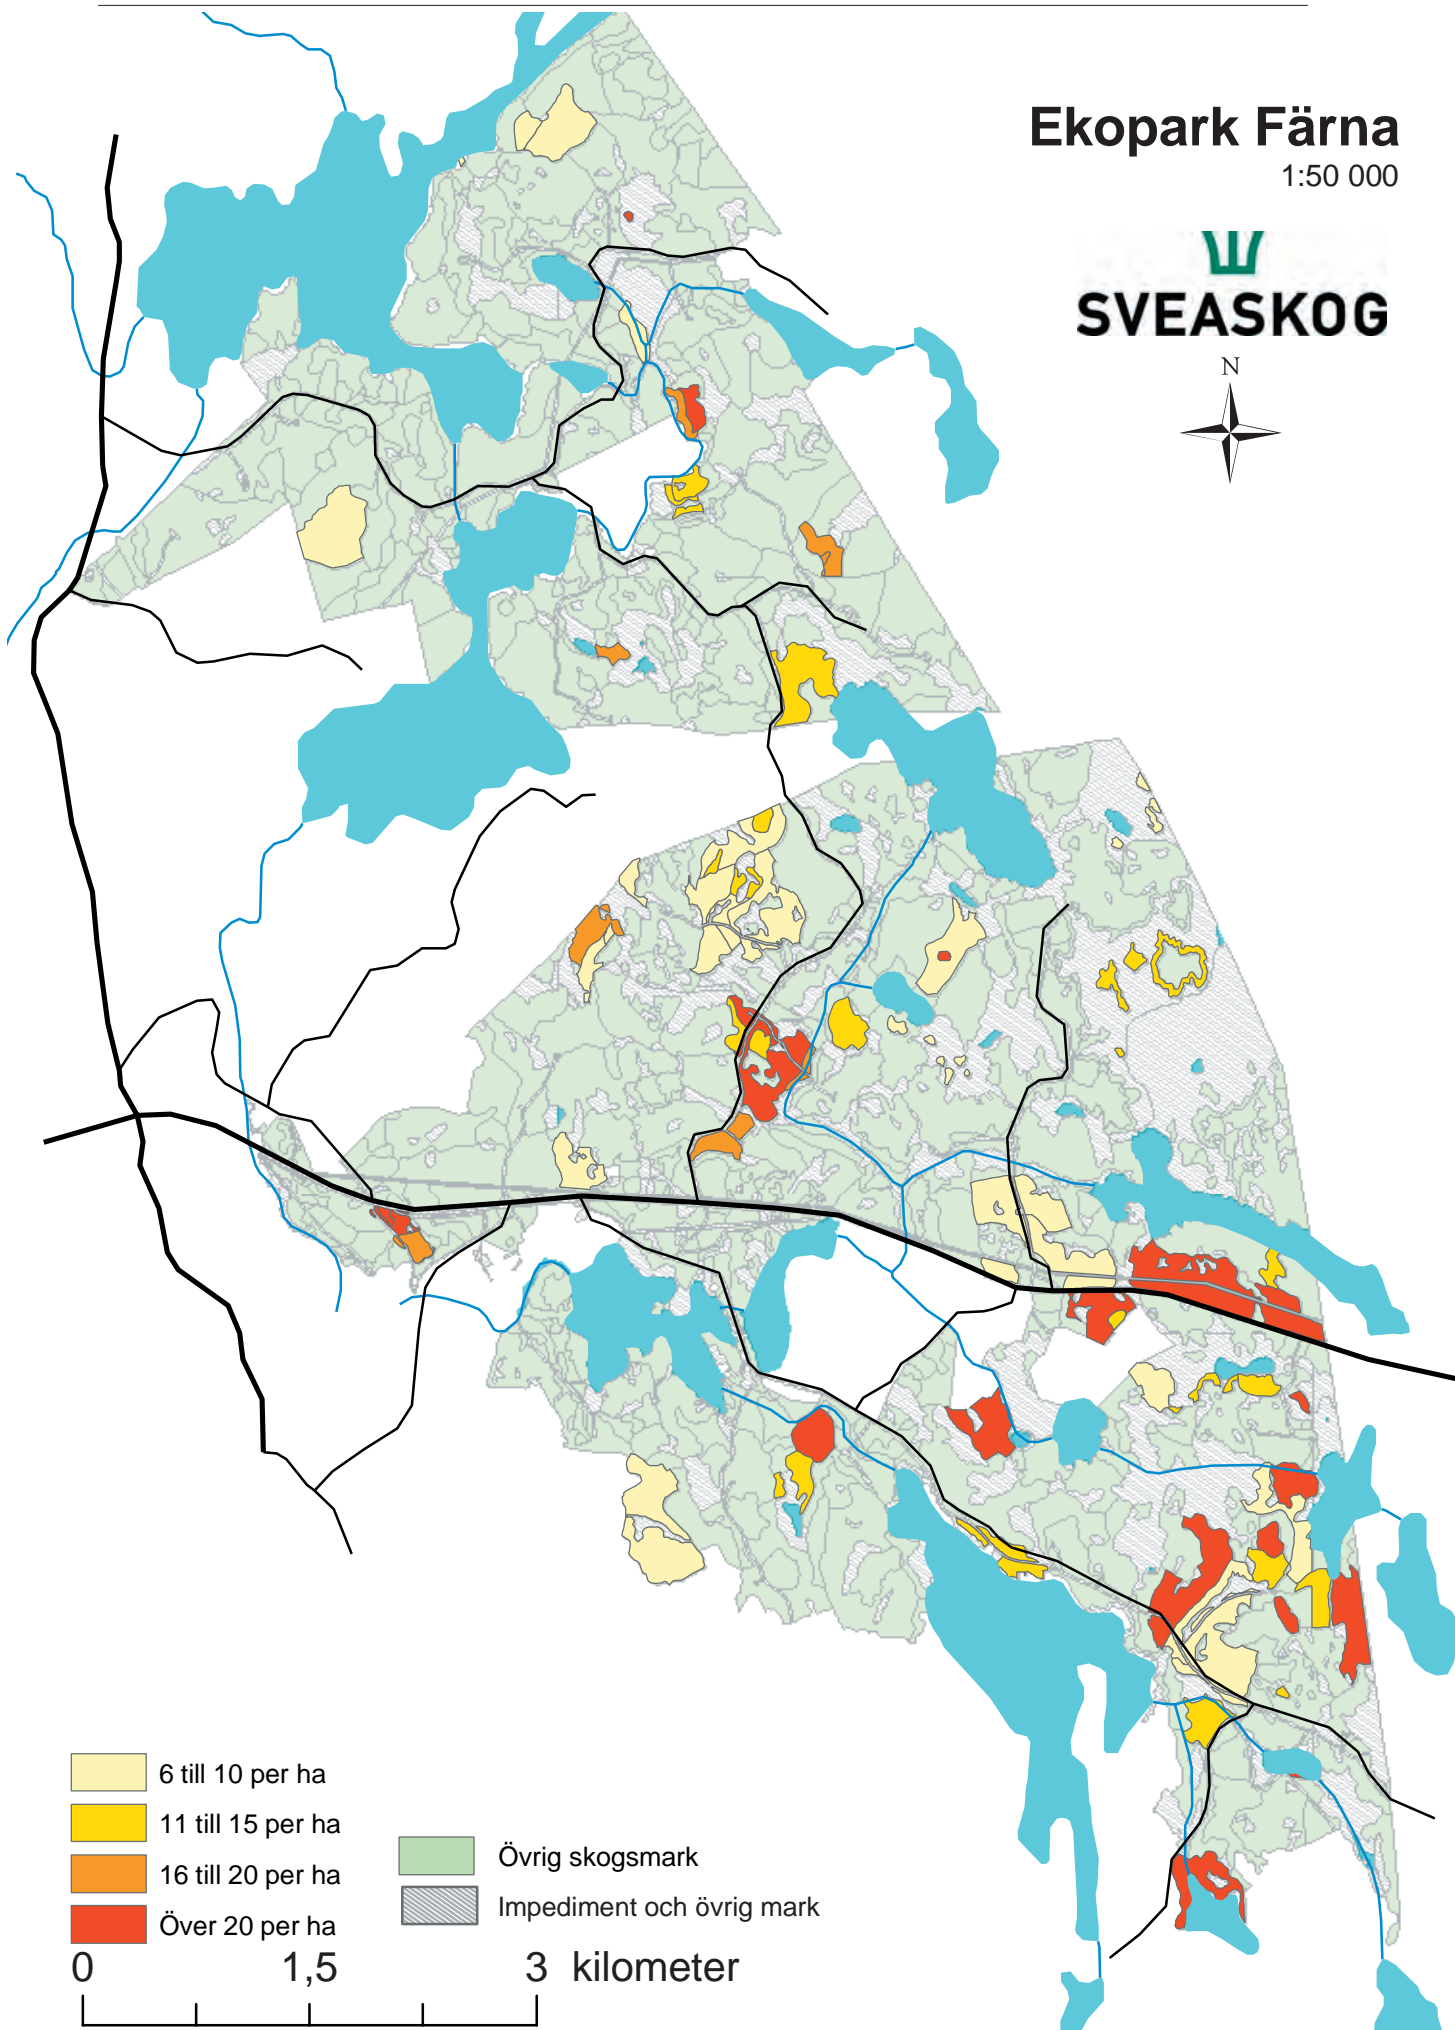 Ekopark Färna
1:50 000
SVEASKOG
N
6 till 10 per ha
11 till 15 per ha
16 till 20 per ha
Över 20 per ha
Övrig skogsmark
Impediment och övrig mark
0 1,5 3 kilometer